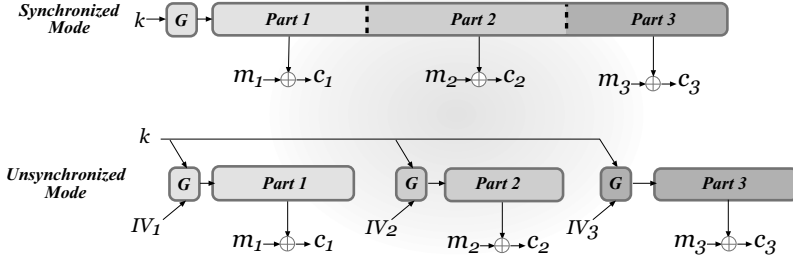 Synchronized Mode
k G Part 1 Part 2 Part 3
m1 c1 m2 c2 m3 c3
k
Unsynchronized Mode
G Part 1 G Part 2 G Part 3
IV1 IV2 IV3
m1 c1 m2 c2 m3 c3